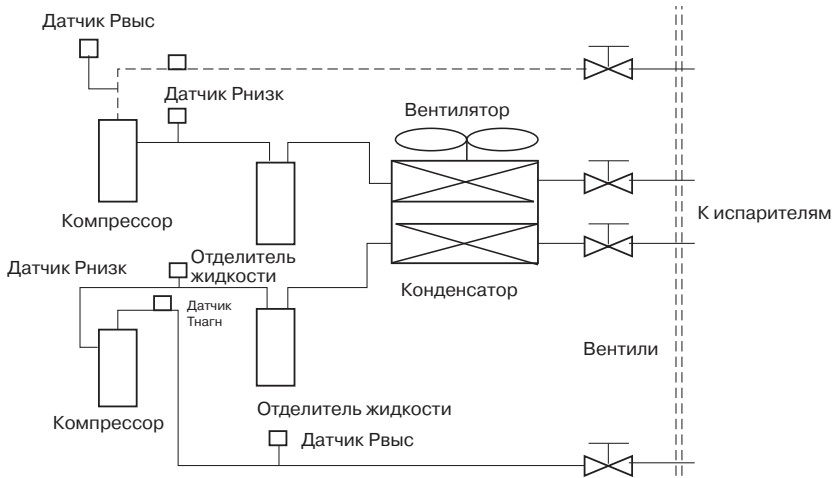 Датчик Рвыс
Датчик Рнизк
Вентилятор
Компрессор
К испарителям
Отделитель
жидкости
Датчик Рнизк
Конденсатор
Датчик
Тнагн
Вентили
Отделитель жидкости
Компрессор
Датчик Рвыс